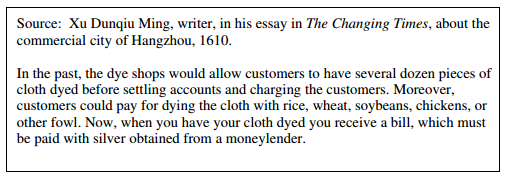 Source:  Xu Dunqiu Ming, writer, in his essay in The Changing Times, about the
commercial city of Hangzhou, 1610.
In the past, the dye shops would allow customers to have several dozen pieces of
cloth dyed before settling accounts and charging the customers. Moreover,
customers could pay for dying the cloth with rice, wheat, soybeans, chickens, or
other fowl. Now, when you have your cloth dyed you receive a bill, which must
be paid with silver obtained from a moneylender.